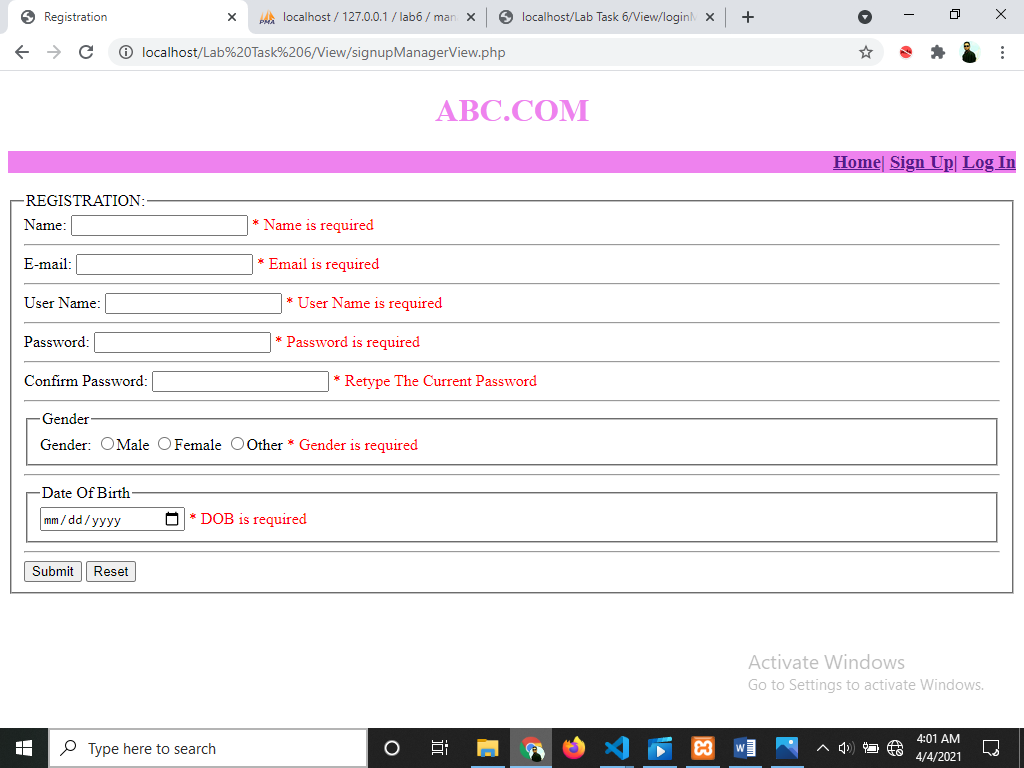 Registration
localhost / 127.0.0.1 / lab6 / man
localhost/Lab Task 6/View/loginM
localhost/Lab%20Task%206/View/signupManagerView.php
ABC.COM
Home| Sign Up| Log In
REGISTRATION:
Name: * Name is required
E-mail: * Email is required
User Name: * User Name is required
Password: * Password is required
Confirm Password: * Retype The Current Password
Gender
Gender: Male Female Other * Gender is required
Date Of Birth
mm/dd/yyyy * DOB is required
Submit Reset
Activate Windows
Go to Settings to activate Windows.
Type here to search
4:01 AM
4/4/2021